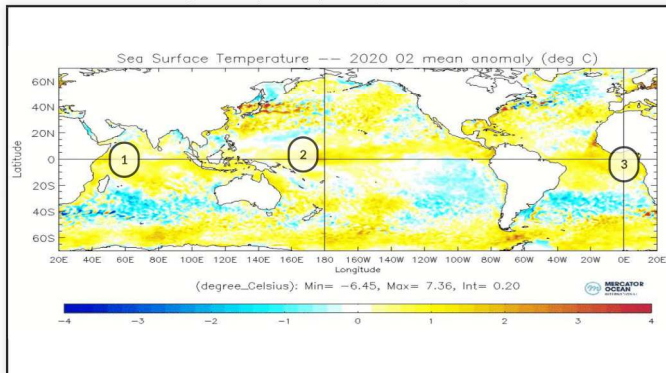 Sea Surface Temperature -- 2020 02 mean anomaly (deg C)
60N
40N
20N
0
20S
40S
60S
Latitude
1
2
3
20E 40E 60E 80E 100E 120E 140E 160E 180E 160W 140W 120W 100W 80W 60W 40W 20W 0E 20E
Longitude
(degree_Celsius): Min= -6.45, Max= 7.36, Int= 0.20
MERCATOR
OCEAN
-4 -3 -2 -1 0 1 2 3 4